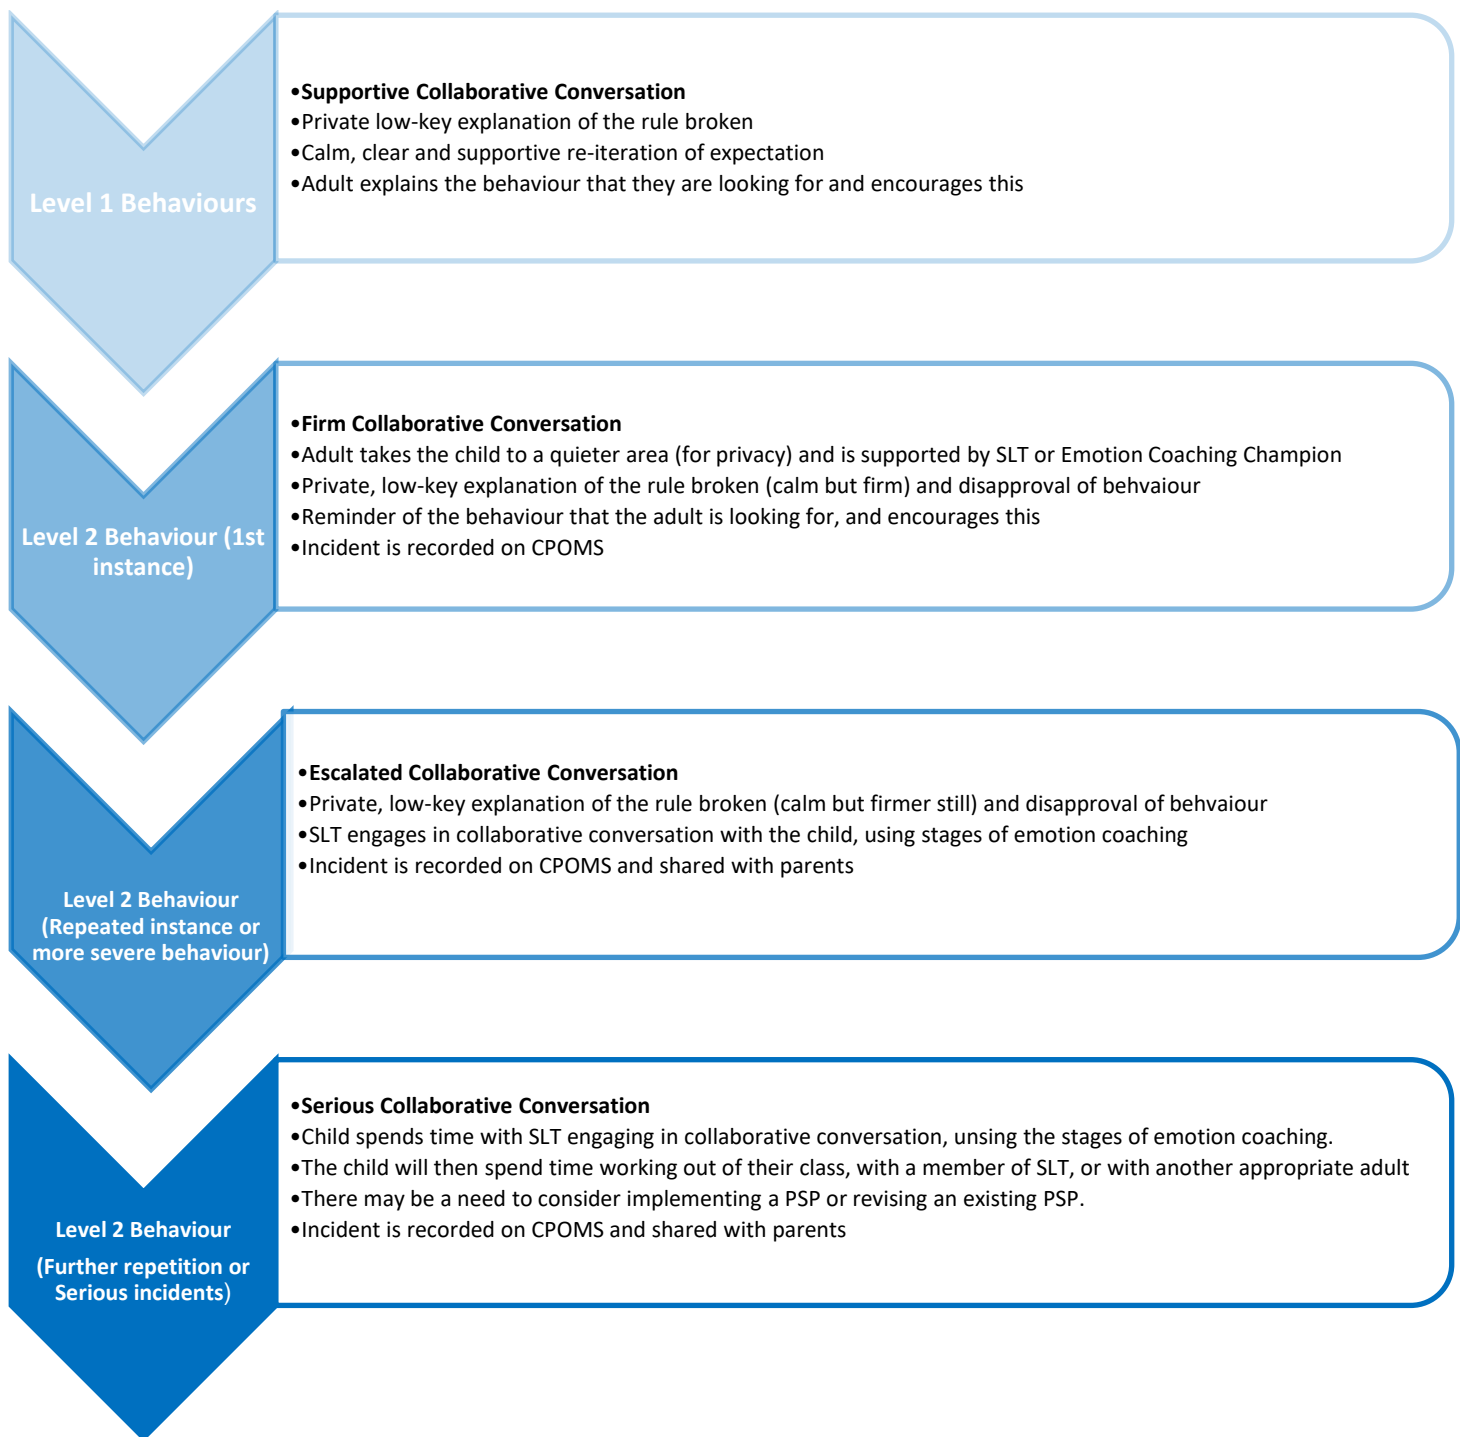 Level 1 Behaviours
•Supportive Collaborative Conversation
•Private low-key explanation of the rule broken
•Calm, clear and supportive re-iteration of expectation
•Adult explains the behaviour that they are looking for and encourages this
Level 2 Behaviour (1st
instance)
•Firm Collaborative Conversation
•Adult takes the child to a quieter area (for privacy) and is supported by SLT or Emotion Coaching Champion
•Private, low-key explanation of the rule broken (calm but firm) and disapproval of behvaiour
•Reminder of the behaviour that the adult is looking for, and encourages this
•Incident is recorded on CPOMS
Level 2 Behaviour
(Repeated instance or
more severe behaviour)
•Escalated Collaborative Conversation
•Private, low-key explanation of the rule broken (calm but firmer still) and disapproval of behvaiour
•SLT engages in collaborative conversation with the child, using stages of emotion coaching
•Incident is recorded on CPOMS and shared with parents
Level 2 Behaviour
(Further repetition or
Serious incidents)
•Serious Collaborative Conversation
•Child spends time with SLT engaging in collaborative conversation, unsing the stages of emotion coaching.
•The child will then spend time working out of their class, with a member of SLT, or with another appropriate adult
•There may be a need to consider implementing a PSP or revising an existing PSP.
•Incident is recorded on CPOMS and shared with parents